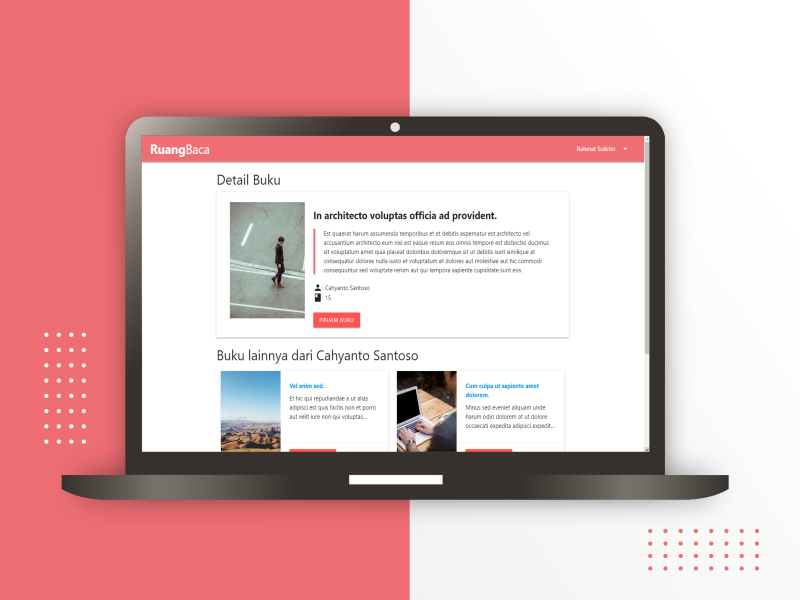 RuangBaca
Rahmat Sulistio
Detail Buku
In architecto voluptas officia ad provident.
Est quaerat harum assumenda temporibus et et debitis aspernatur est architecto vel
accusantium architecto eum nisi est eaque rerum eos omnis tempore est distinctio ducimus
sit voluptatum amet quia placeat doloribus doloremque sit ut debitis sunt similique at
consequatur dolores nulla iusto et voluptatum et dolores aut molestiae aut hic commodi
consequuntur sed voluptate rerum aut qui tempora sapiente cupiditate sunt eos.
: Cahyanto Santoso
: 15
PINJAM BUKU
Buku lainnya dari Cahyanto Santoso
Vel enim sed.
Et hic qui repudiandae a ut alias
adipisci est quis facilis non et porro
aut velit iure non qui voluptas...
Cum culpa ut sapiente amet
dolorem.
Minus sed eveniet aliquam unde
harum odio dolorem at ut dolore
occaecati expedita adipisci expedit...